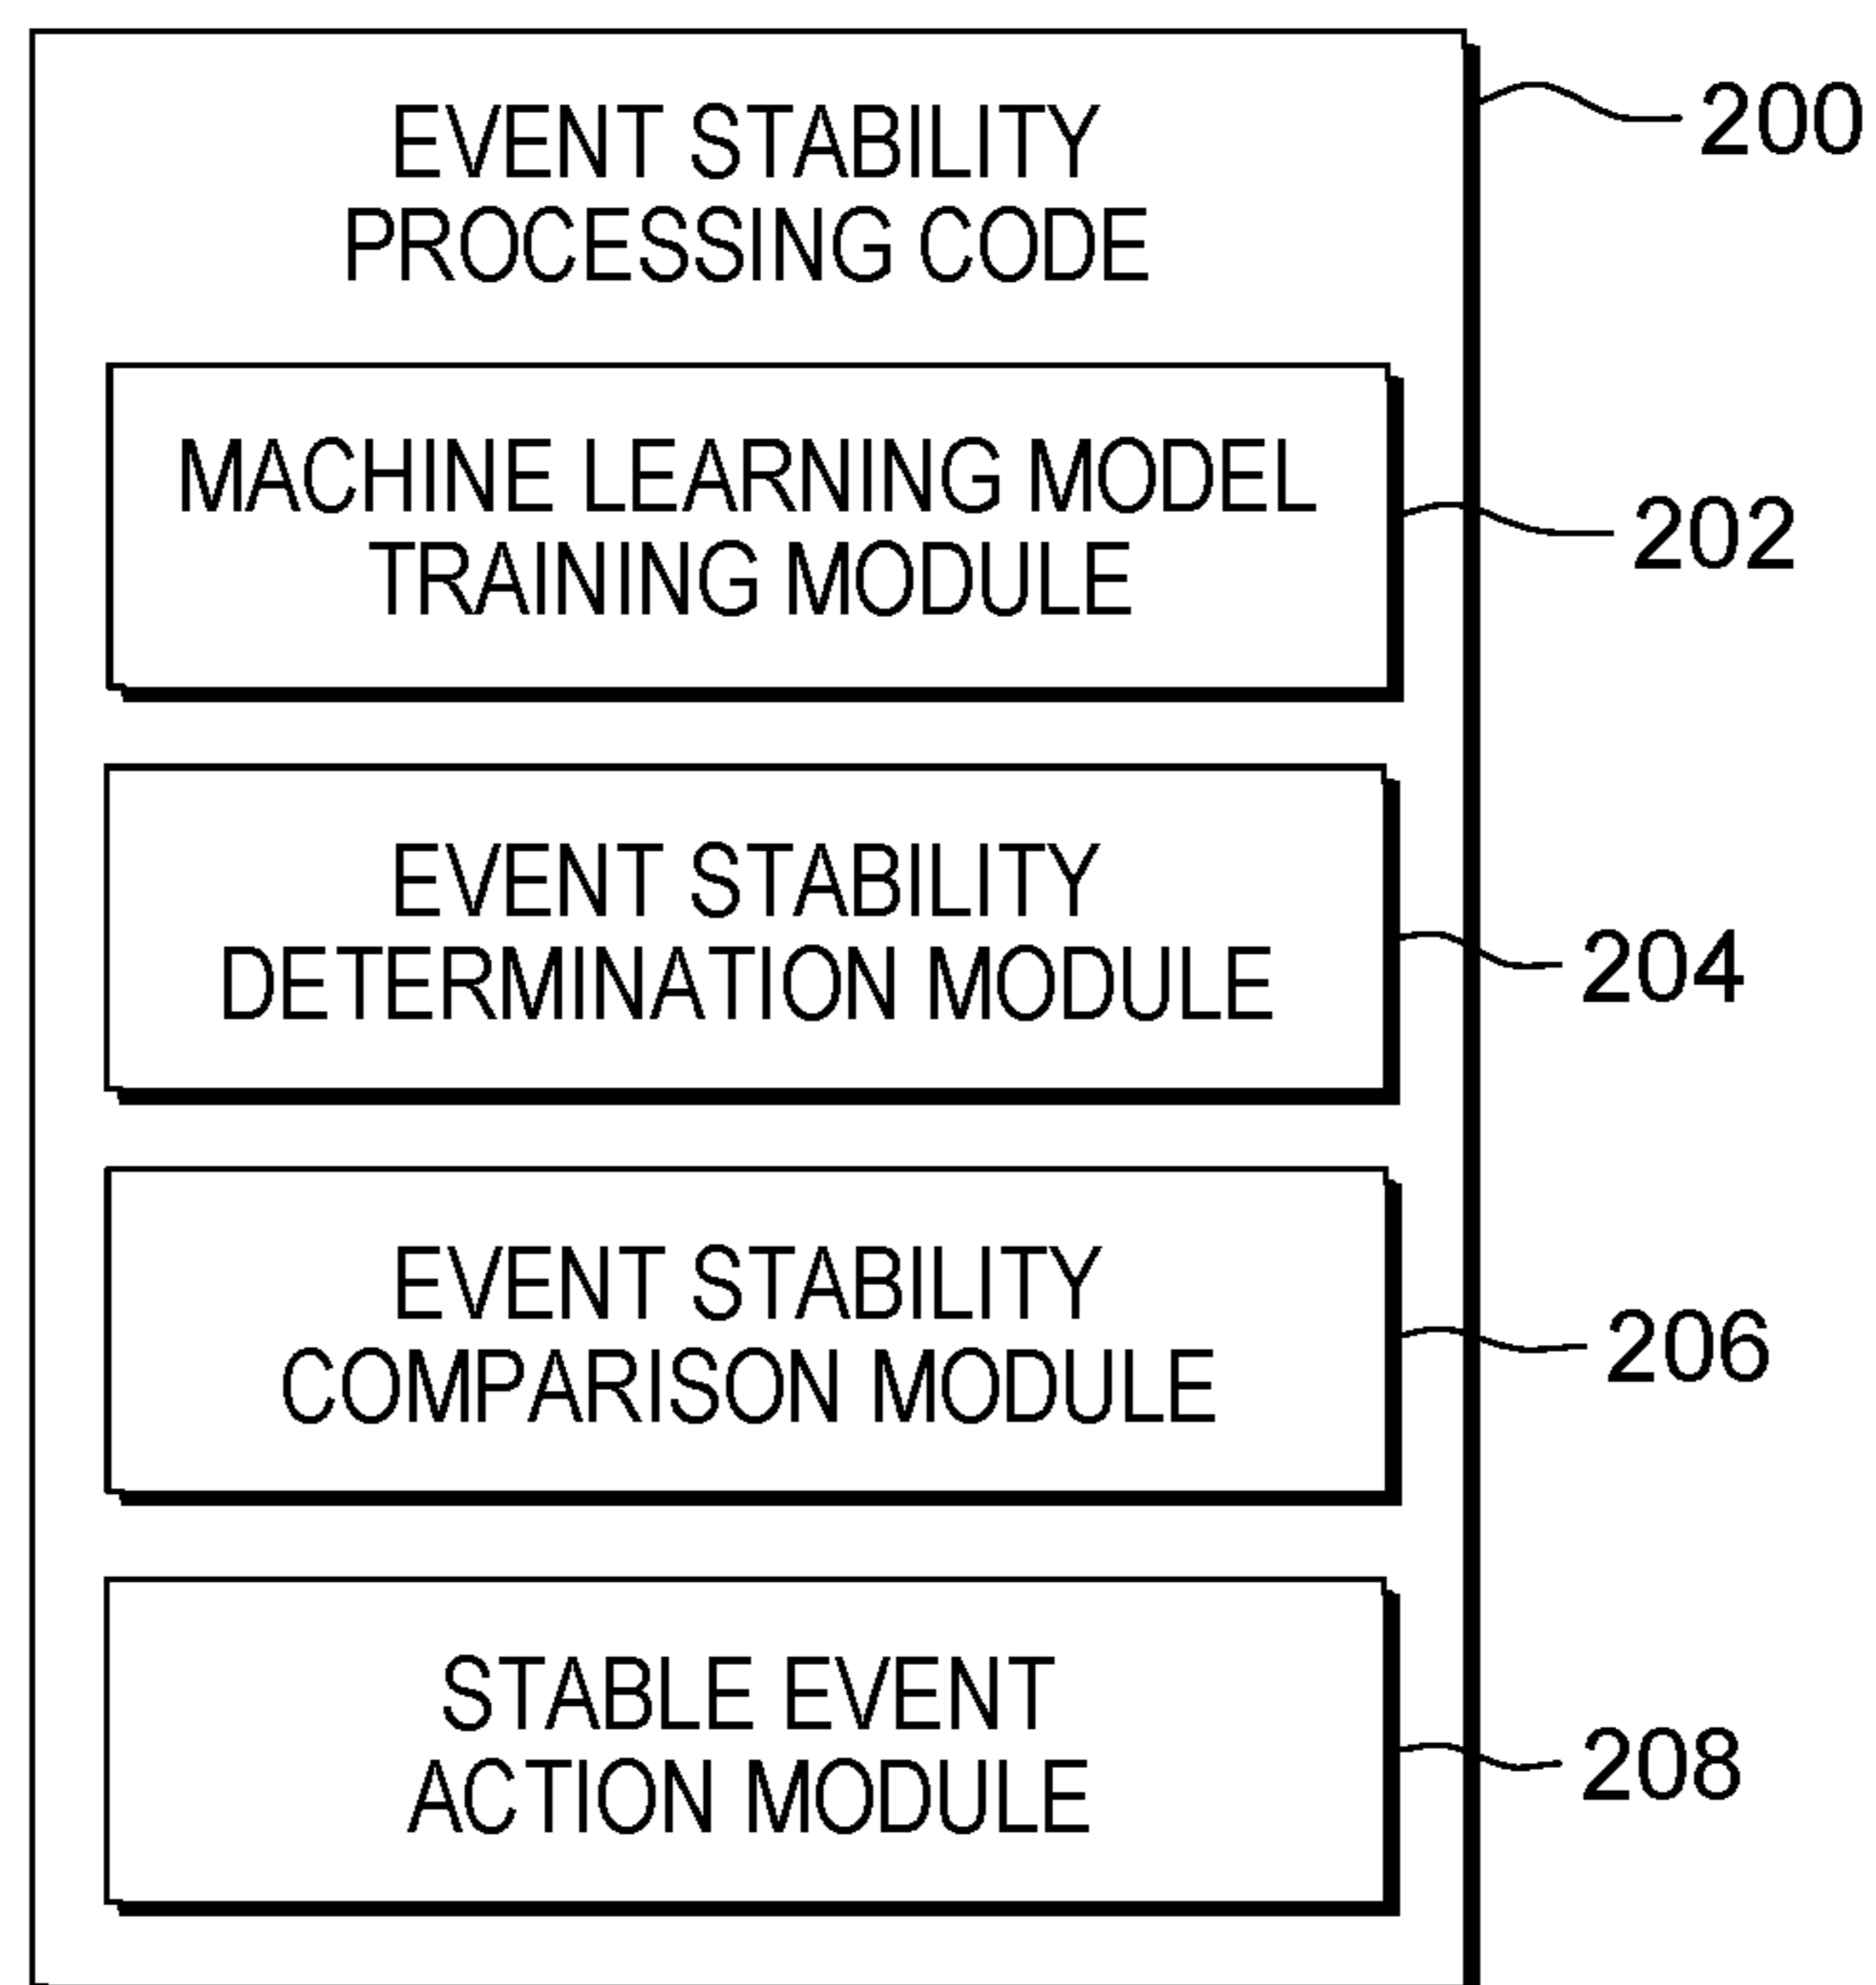 EVENT STABILITY
PROCESSING CODE
200
MACHINE LEARNING MODEL
TRAINING MODULE
202
EVENT STABILITY
DETERMINATION MODULE
204
EVENT STABILITY
COMPARISON MODULE
206
STABLE EVENT
ACTION MODULE
208